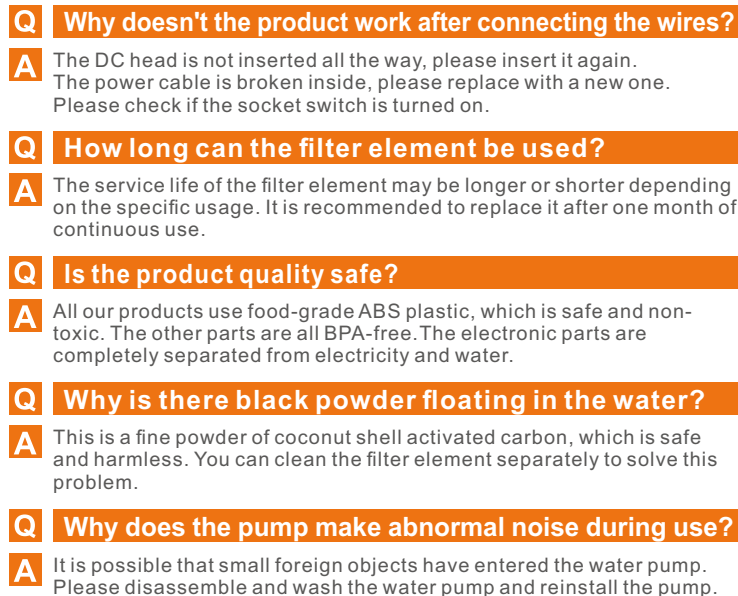 Q Why doesn't the product work after connecting the wires?
A The DC head is not inserted all the way, please insert it again.
The power cable is broken inside, please replace with a new one.
Please check if the socket switch is turned on.
Q How long can the filter element be used?
A The service life of the filter element may be longer or shorter depending
on the specific usage. It is recommended to replace it after one month of
continuous use.
Q Is the product quality safe?
A All our products use food-grade ABS plastic, which is safe and non-
toxic. The other parts are all BPA-free.The electronic parts are
completely separated from electricity and water.
Q Why is there black powder floating in the water?
A This is a fine powder of coconut shell activated carbon, which is safe
and harmless. You can clean the filter element separately to solve this
problem.
Q Why does the pump make abnormal noise during use?
A It is possible that small foreign objects have entered the water pump.
Please disassemble and wash the water pump and reinstall the pump.